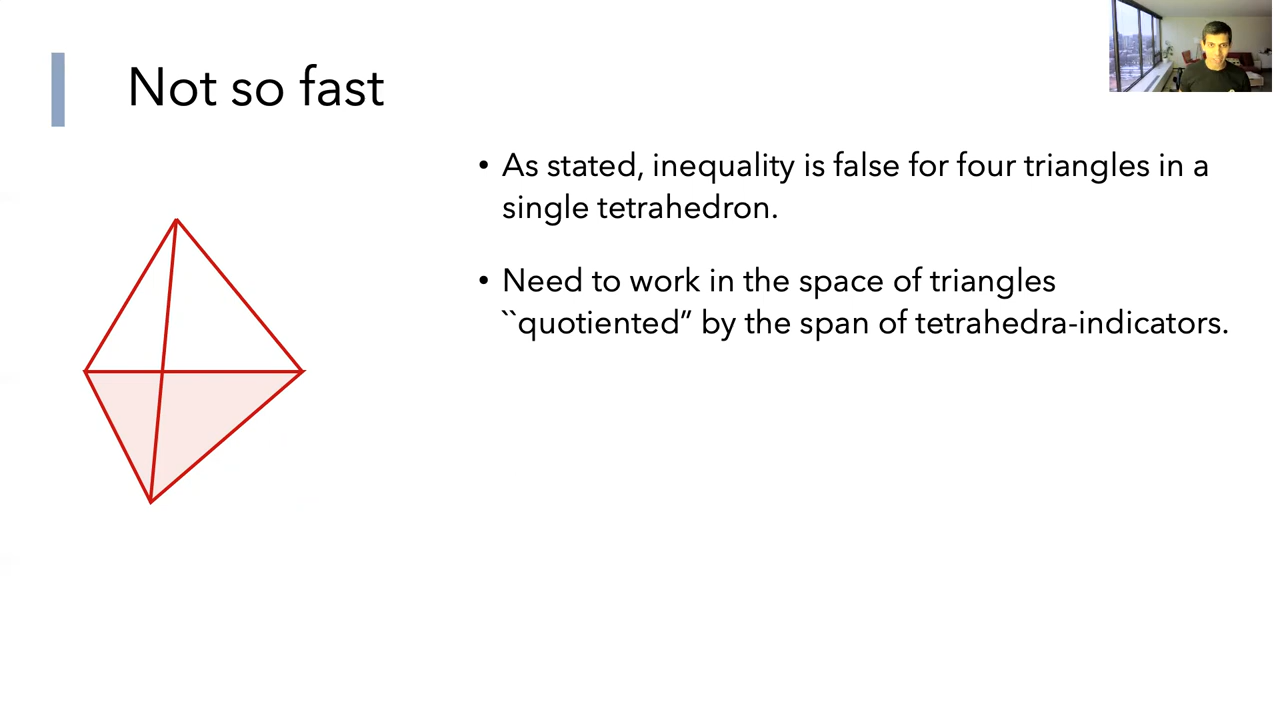 Not so fast
• As stated, inequality is false for four triangles in a
single tetrahedron.
• Need to work in the space of triangles
``quotiented” by the span of tetrahedra-indicators.